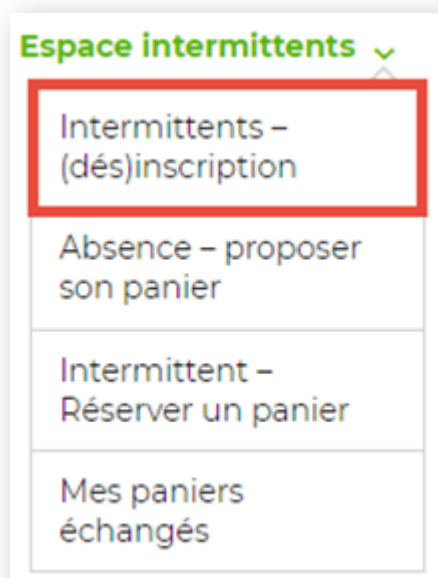 Espace intermittents
Intermittents –
(dés)inscription
Absence – proposer
son panier
Intermittent –
Réserver un panier
Mes paniers
échangés